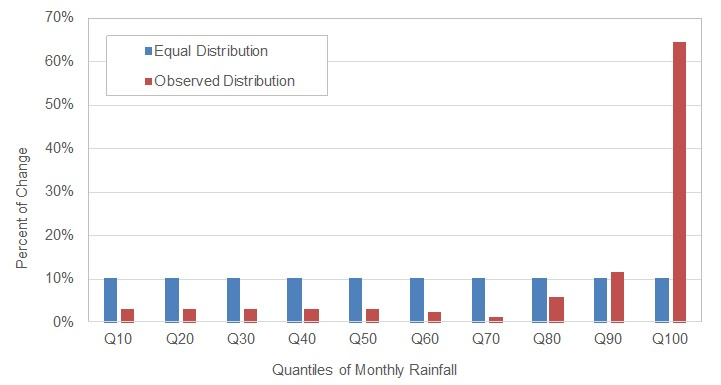 70%
60%
50%
40%
30%
20%
10%
0%
Percent of Change
Equal Distribution
Observed Distribution
Q10 Q20 Q30 Q40 Q50 Q60 Q70 Q80 Q90 Q100
Quantiles of Monthly Rainfall